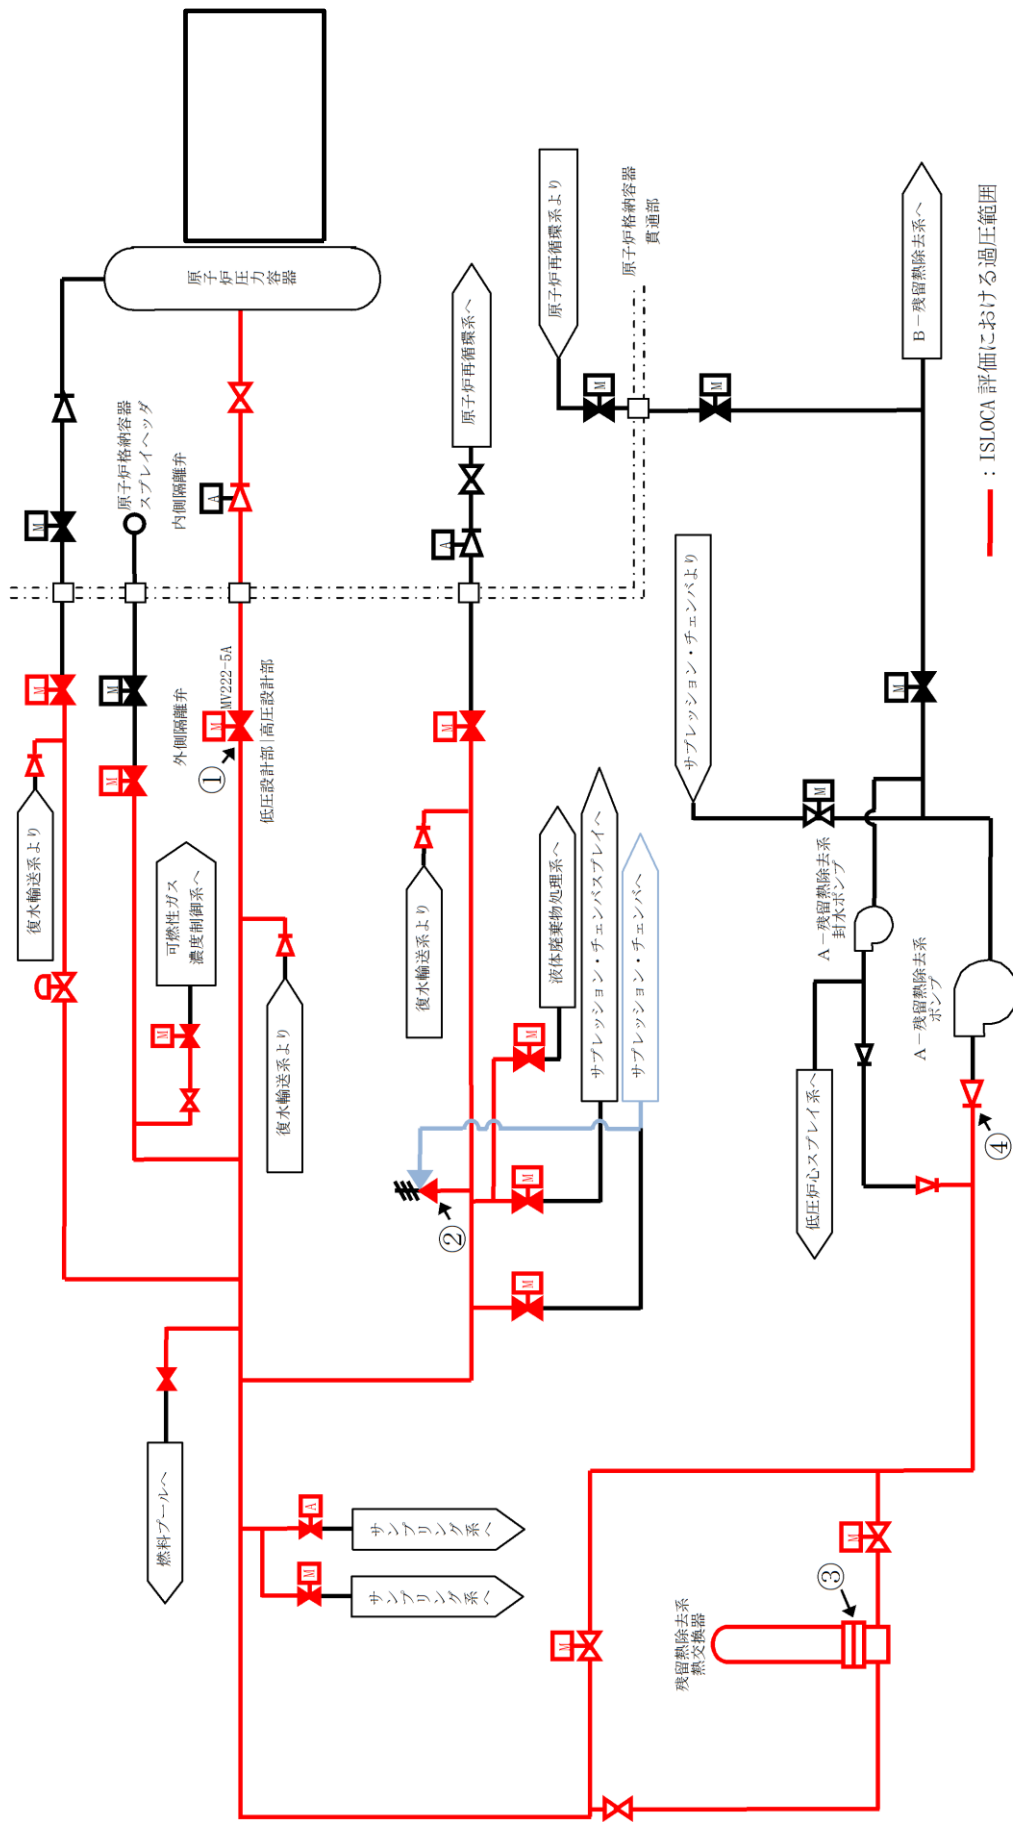 原子炉圧力容器
原子炉格納容器
スプレイヘッダ
内側隔離弁
外側隔離弁
MV222-5A
低圧設計部|高圧設計部
①
復水輸送系より
可燃性ガス
濃度制御系へ
復水輸送系より
復水輸送系より
原子炉再循環系へ
原子炉再循環系より
原子炉格納容器
貫通部
液体廃棄物処理系へ
サプレッション・チェンバスプレイへ
サプレッション・チェンバへ
②
サプレッション・チェンバより
B－残留熱除去系へ
A－残留熱除去系
封水ポンプ
A－残留熱除去系
ポンプ
低圧炉心スプレイ系へ
④
燃料プールへ
サンプリング系へ
サンプリング系へ
残留熱除去系
熱交換器
③
M
M
M
M
M
M
A
M
A
M
M
M
M
M
M
M
M
A
M
M
M
：ISLOCA 評価における過圧範囲